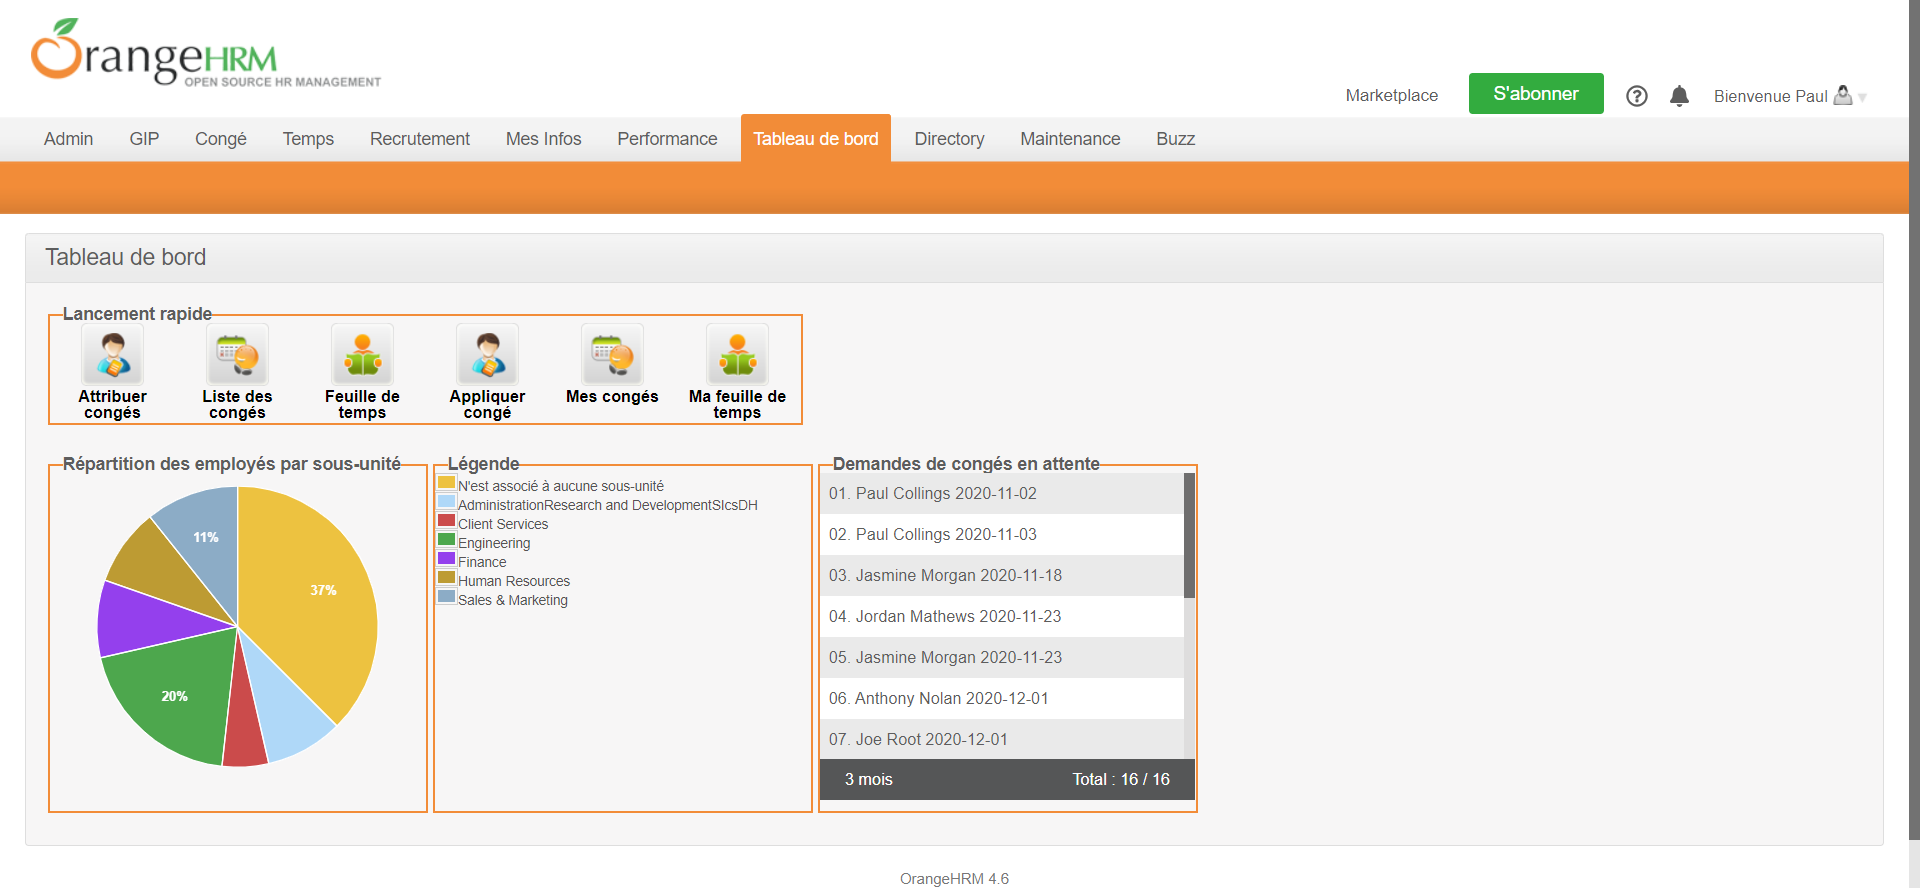 OrangeHRM
OPEN SOURCE HR MANAGEMENT
Marketplace
S'abonner
?
Bienvenue Paul
Admin GIP Congé Temps Recrutement Mes Infos Performance Tableau de bord Directory Maintenance Buzz
Tableau de bord
Lancement rapide
Attribuer congés
Liste des congés
Feuille de temps
Appliquer congé
Mes congés
Ma feuille de temps
Répartition des employés par sous-unité
11%
37%
20%
Légende
N'est associé à aucune sous-unité
AdministrationResearch and DevelopmentSIcsDH
Client Services
Engineering
Finance
Human Resources
Sales & Marketing
Demandes de congés en attente
01. Paul Collings 2020-11-02
02. Paul Collings 2020-11-03
03. Jasmine Morgan 2020-11-18
04. Jordan Mathews 2020-11-23
05. Jasmine Morgan 2020-11-23
06. Anthony Nolan 2020-12-01
07. Joe Root 2020-12-01
3 mois Total : 16 / 16
OrangeHRM 4.6